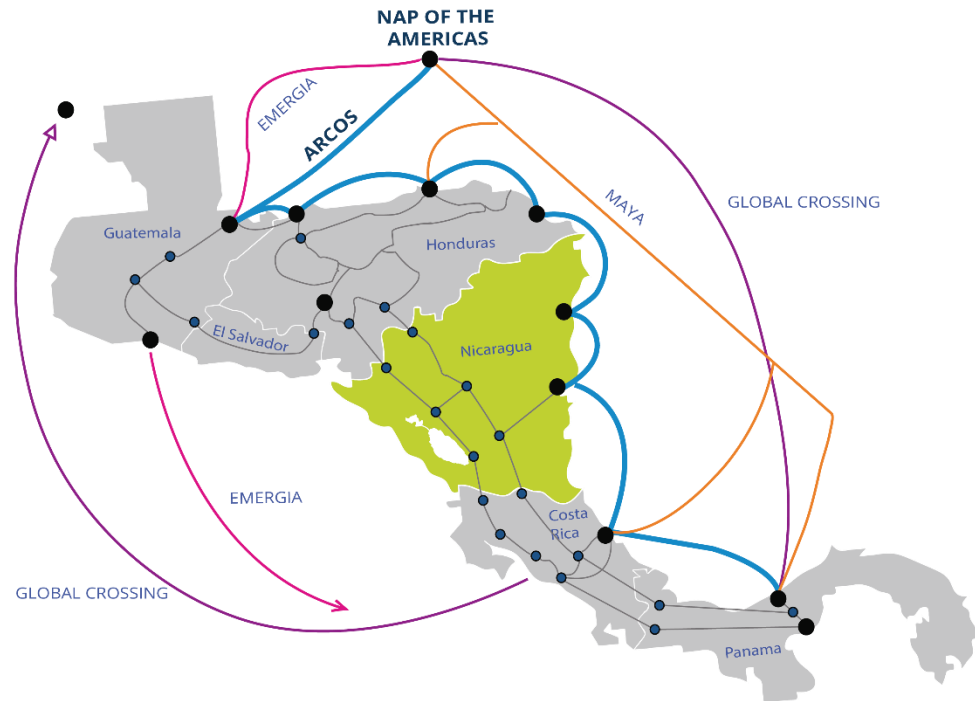 NAP OF THE
AMERICAS
EMERGIA
ARCOS
MAYA
GLOBAL CROSSING
Guatemala
Honduras
El Salvador
Nicaragua
EMERGIA
Costa
Rica
GLOBAL CROSSING
Panama